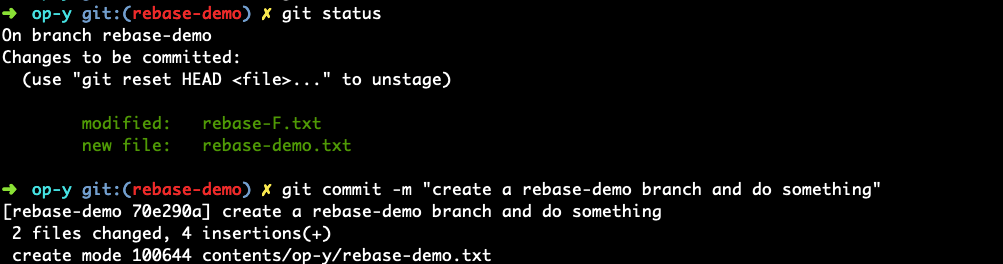 ➜ op-y git:(rebase-demo) ✗ git status
On branch rebase-demo
Changes to be committed:
  (use "git reset HEAD <file>..." to unstage)
        modified:   rebase-F.txt
        new file:   rebase-demo.txt
➜ op-y git:(rebase-demo) ✗ git commit -m "create a rebase-demo branch and do something"
[rebase-demo 70e290a] create a rebase-demo branch and do something
 2 files changed, 4 insertions(+)
 create mode 100644 contents/op-y/rebase-demo.txt